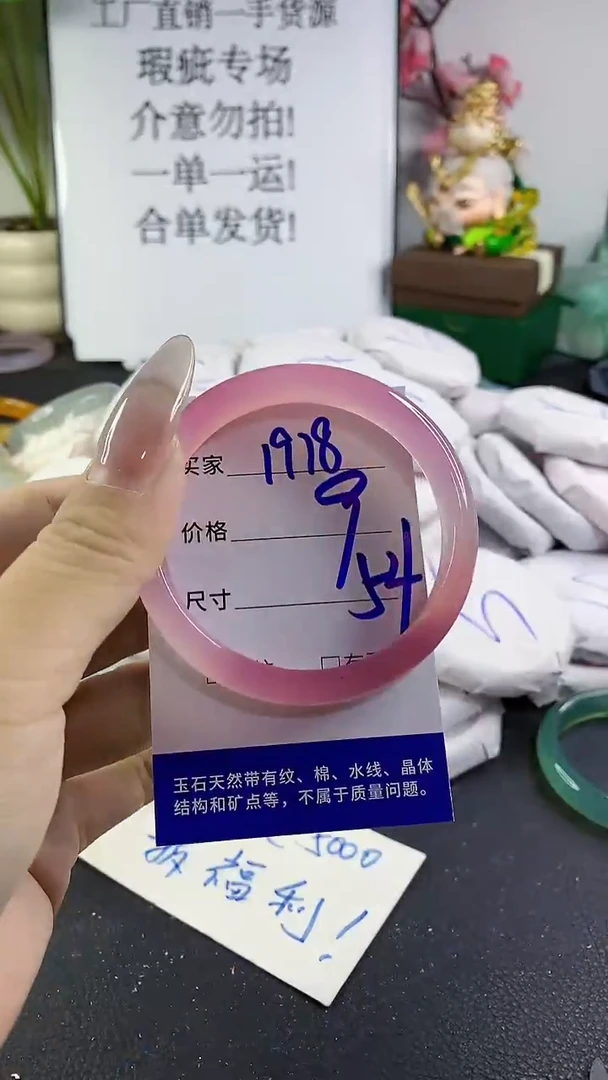 工厂直销一手货源
瑕疵专场
介意勿拍!
一单一运!
合单发货!
买家 1978
价格 9
尺寸 54
玉石天然带有纹、棉、水线、晶体
结构和矿点等，不属于质量问题。
5000
福利!